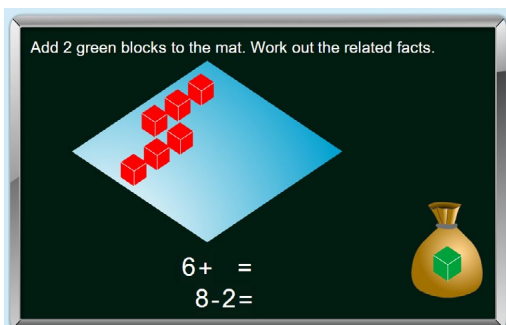 Add 2 green blocks to the mat. Work out the related facts.
6+ =
8-2=